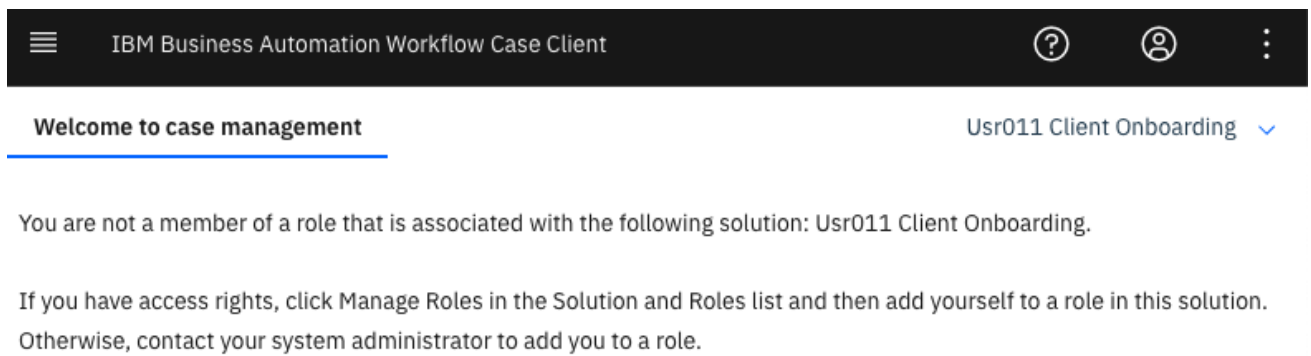 IBM Business Automation Workflow Case Client
Welcome to case management
Usr011 Client Onboarding
You are not a member of a role that is associated with the following solution: Usr011 Client Onboarding.
If you have access rights, click Manage Roles in the Solution and Roles list and then add yourself to a role in this solution.
Otherwise, contact your system administrator to add you to a role.